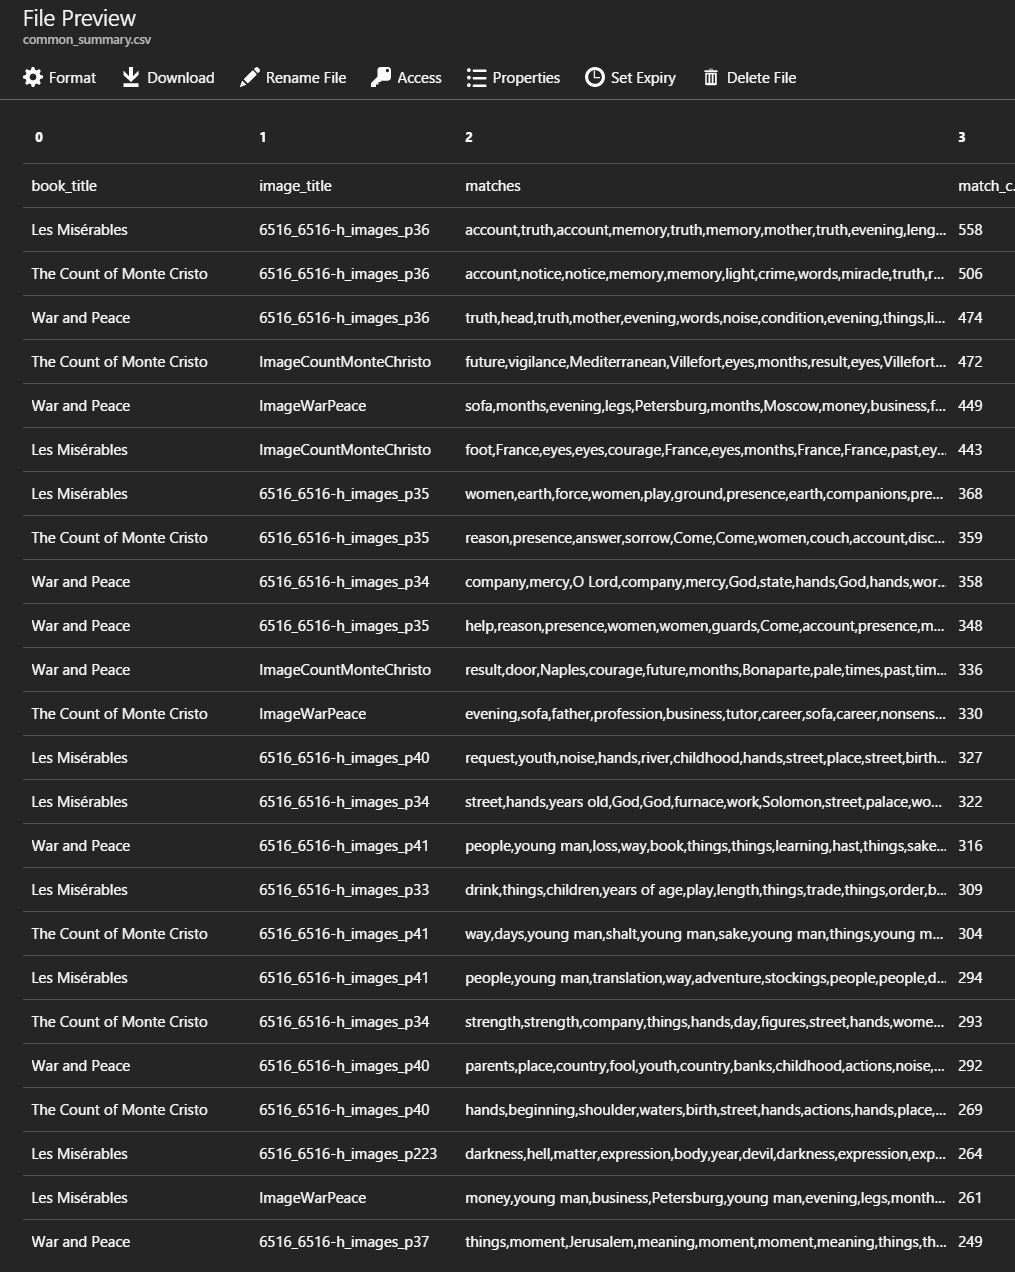 File Preview
common_summary.csv
Format Download Rename File Access Properties Set Expiry Delete File
0 1 2 3
book_title image_title matches match_c.
Les Misérables 6516_6516-h_images_p36 account,truth,account,memory,truth,memory,mother,truth,evening,leng... 558
The Count of Monte Cristo 6516_6516-h_images_p36 account,notice,notice,memory,memory,light,crime,words,miracle,truth,r... 506
War and Peace 6516_6516-h_images_p36 truth,head,truth,mother,evening,words,noise,condition,evening,things,li... 474
The Count of Monte Cristo ImageCountMonteChristo future,vigilance,Mediterranean,Villefort,eyes,months,result,eyes,Villefort... 472
War and Peace ImageWarPeace sofa,months,evening,legs,Petersburg,months,Moscow,money,business,f... 449
Les Misérables ImageCountMonteChristo foot,France,eyes,eyes,courage,France,eyes,months,France,France,past,ey... 443
Les Misérables 6516_6516-h_images_p35 women,earth,force,women,play,ground,presence,earth,companions,pre... 368
The Count of Monte Cristo 6516_6516-h_images_p35 reason,presence,answer,sorrow,Come,Come,women,couch,account,disc... 359
War and Peace 6516_6516-h_images_p34 company,mercy,O Lord,company,mercy,God,state,hands,God,hands,wor... 358
War and Peace 6516_6516-h_images_p35 help,reason,presence,women,women,guards,Come,account,presence,m... 348
War and Peace ImageCountMonteChristo result,door,Naples,courage,future,months,Bonaparte,pale,times,past,tim... 336
The Count of Monte Cristo ImageWarPeace evening,sofa,father,profession,business,tutor,career,sofa,career,nonsens... 330
Les Misérables 6516_6516-h_images_p40 request,youth,noise,hands,river,childhood,hands,street,place,street,birth... 327
Les Misérables 6516_6516-h_images_p34 street,hands,years old,God,God,furnace,work,Solomon,street,palace,wo... 322
War and Peace 6516_6516-h_images_p41 people,young man,loss,way,book,things,things,learning,hast,things,sake... 316
Les Misérables 6516_6516-h_images_p33 drink,things,children,years of age,play,length,things,trade,things,order,b... 309
The Count of Monte Cristo 6516_6516-h_images_p41 way,days,young man,shalt,young man,sake,young man,things,young m... 304
Les Misérables 6516_6516-h_images_p41 people,young man,translation,way,adventure,stockings,people,people,d... 294
The Count of Monte Cristo 6516_6516-h_images_p34 strength,strength,company,things,hands,day,figures,street,hands,wome... 293
War and Peace 6516_6516-h_images_p40 parents,place,country,fool,youth,country,banks,childhood,actions,noise,... 292
The Count of Monte Cristo 6516_6516-h_images_p40 hands,beginning,shoulder,waters,birth,street,hands,actions,hands,place,... 269
Les Misérables 6516_6516-h_images_p223 darkness,hell,matter,expression,body,year,devil,darkness,expression,exp... 264
Les Misérables ImageWarPeace money,young man,business,Petersburg,young man,evening,legs,month... 261
War and Peace 6516_6516-h_images_p37 things,moment,Jerusalem,meaning,moment,moment,meaning,things,th... 249